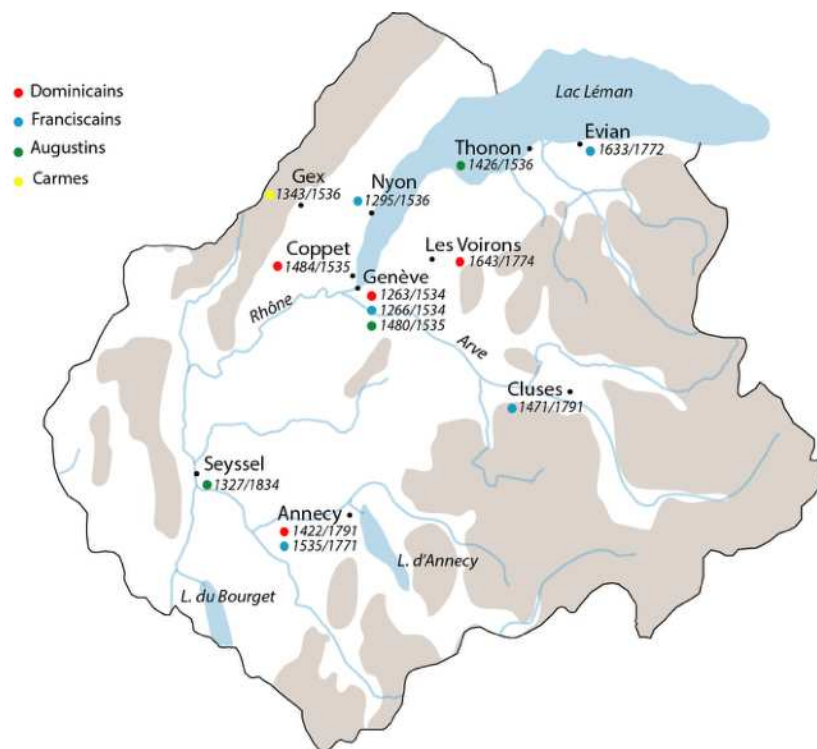 Dominicains
Franciscains
Augustins
Carmes
Lac Léman
Evian
1633/1772
Thonon
1426/1536
Gex
1343/1536
Nyon
1295/1536
Coppet
1484/1535
Les Voirons
1643/1774
Genève
1263/1534
1266/1534
1480/1535
Rhône
Arve
Cluses
1471/1791
Seyssel
1327/1834
Annecy
1422/1791
1535/1771
L. d'Annecy
L. du Bourget